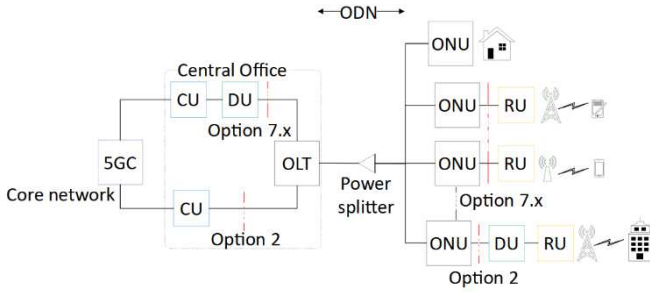 ODN
ONU
Central Office
CU
DU
Option 7.x
ONU
RU
5GC
Core network
OLT
Power
splitter
ONU
RU
Option 7.x
CU
Option 2
ONU
DU
RU
Option 2